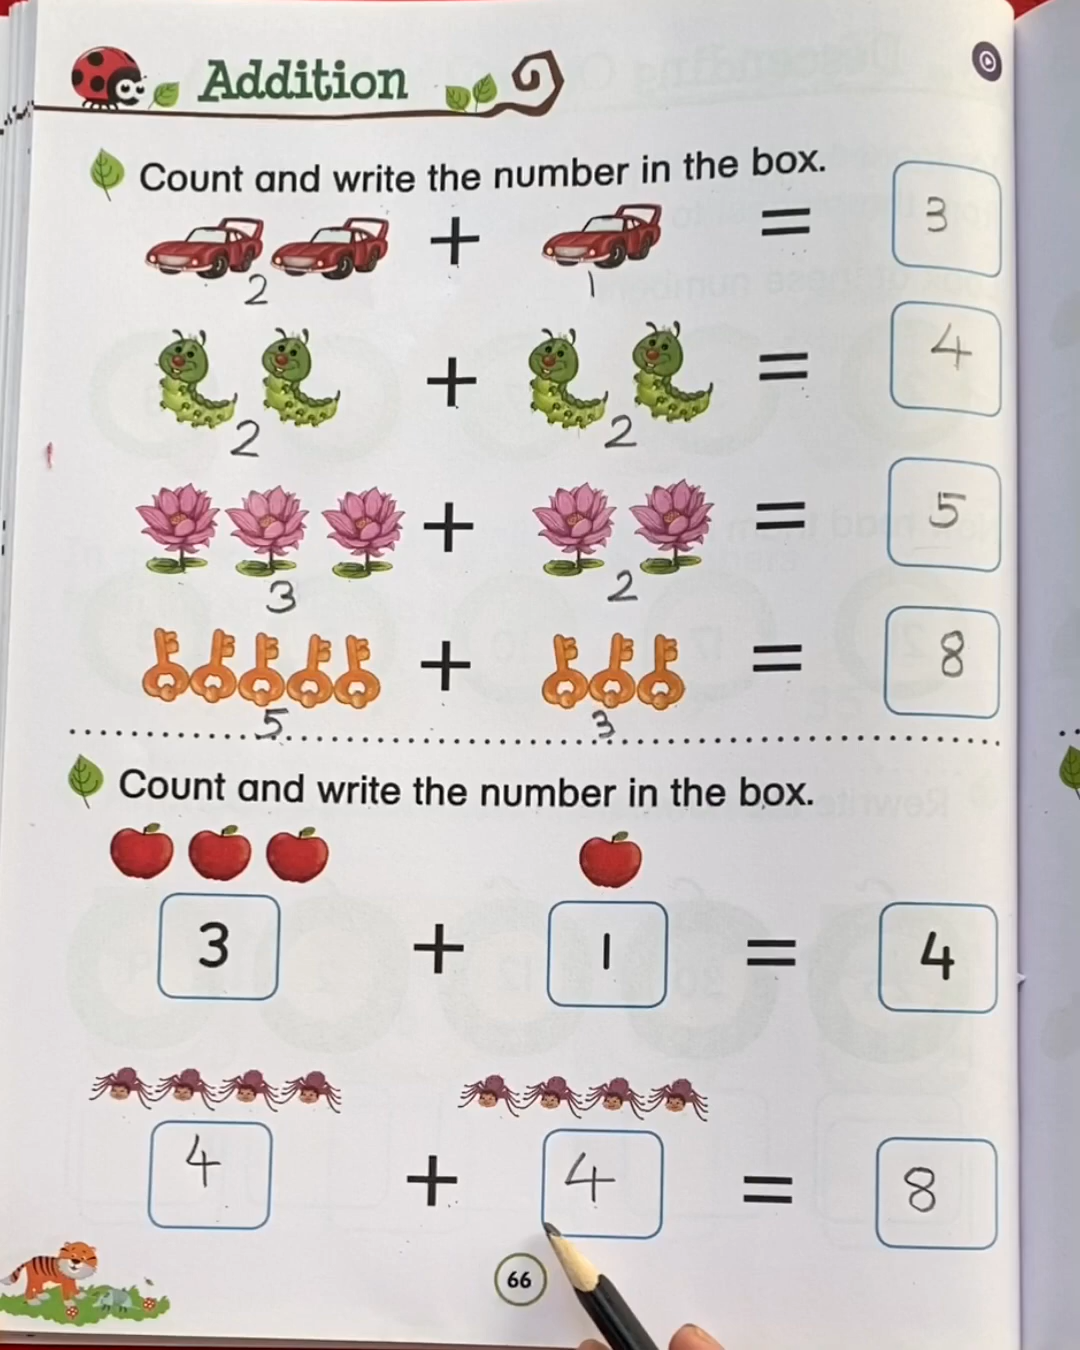 Addition
Count and write the number in the box.
+ = 3
2 1
+ = 4
2 2
+ = 5
3 2
+ = 8
5 3
Count and write the number in the box.
3 + 1 = 4
4 + 4 = 8
66